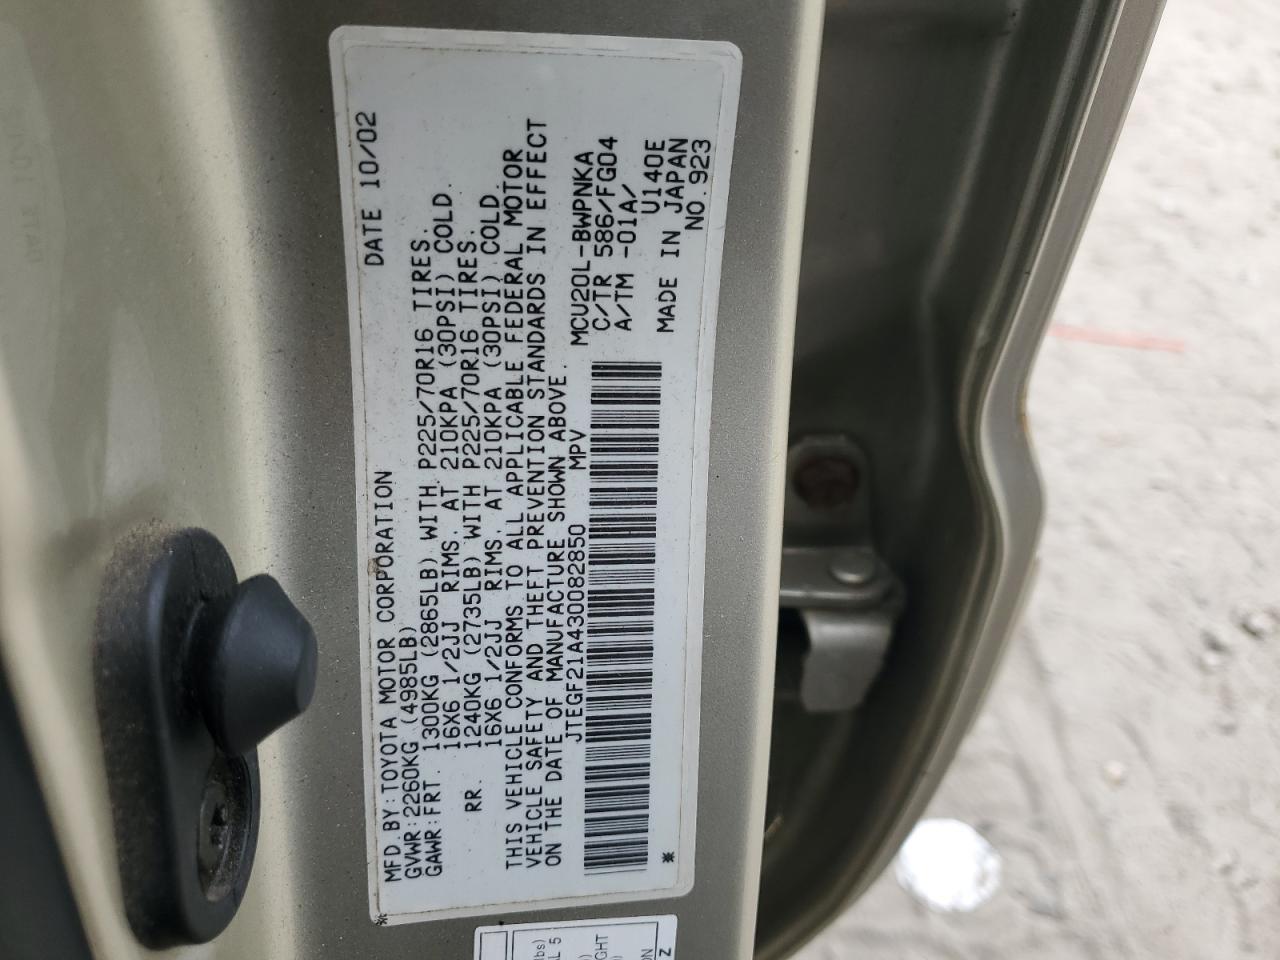 MFD. BY: TOYOTA MOTOR CORPORATION DATE 10/02
GVWR: 2260KG (4985LB)
GAWR: FRT. 1300KG (2865LB) WITH P225/70R16 TIRES.
16X6 1/2JJ RIMS. AT 210KPA (30PSI) COLD.
RR. 1240KG (2735LB) WITH P225/70R16 TIRES.
16X6 1/2JJ RIMS. AT 210KPA (30PSI) COLD.
THIS VEHICLE CONFORMS TO ALL APPLICABLE FEDERAL MOTOR
VEHICLE SAFETY AND THEFT PREVENTION STANDARDS IN EFFECT
ON THE DATE OF MANUFACTURE SHOWN ABOVE.
JTEGF21A430082850 MPV
MCU20L-BWPNKA
C/TR 586/FG04
A/TM -01A/
U140E
MADE IN JAPAN
NO. 923